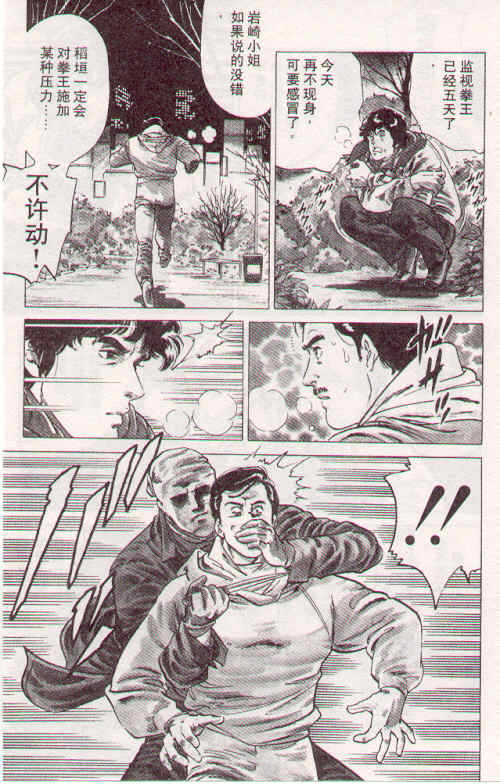 监视拳王
已经五天了
.
今天
再不现身，
可要感冒了。
岩崎小姐
如果说的没错
.
稻垣一定会
对拳王施加
某种压力……
不许动！
!!